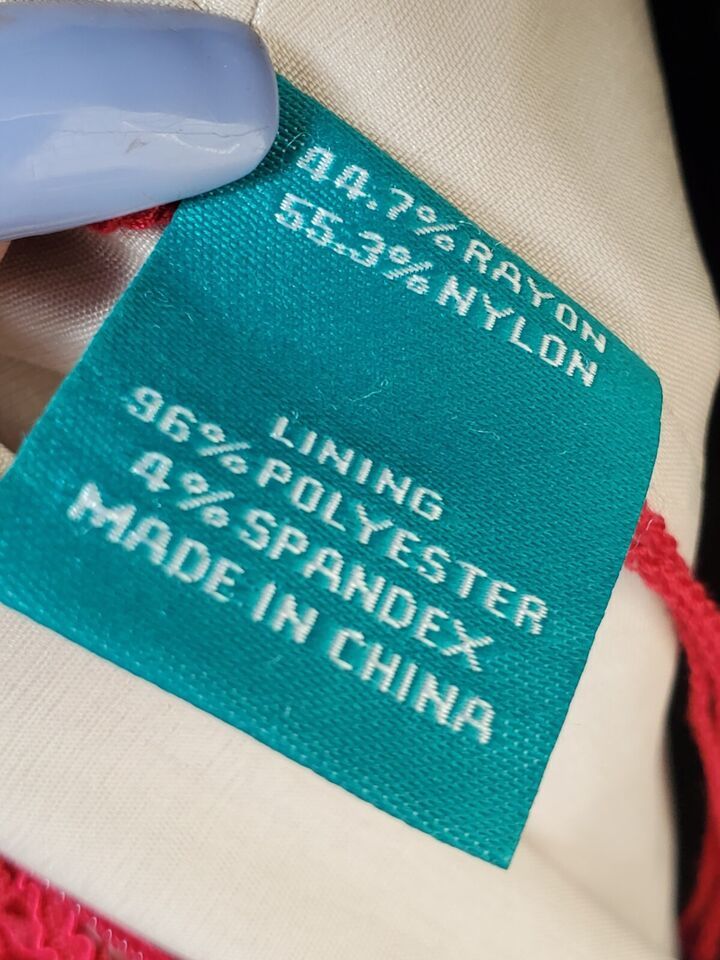 44.7% RAYON
55.3% NYLON
LINING
96% POLYESTER
4% SPANDEX
MADE IN CHINA